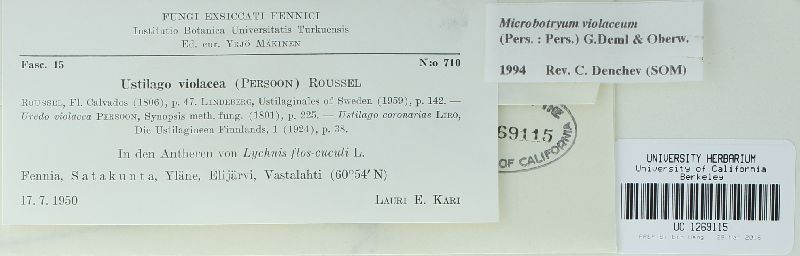 FUNGI EXSICCATI FENNICI
Institutio Botanica Universitatis Turkuensis
Ed. cur. YRJÖ MÄKINEN
Fasc. 15 N:o 710
Ustilago violacea (PERSOON) ROUSSEL
ROUSSEL, Fl. Calvados (1806), p. 47. LINDEBERG, Ustilaginales of Sweden (1959), p. 142. —
Uredo violacea PERSOON, Synopsis meth. fung. (1801), p. 225. — Ustilago coronariae LIRO,
Die Ustilagineen Finnlands, 1 (1924), p. 38.
In den Antheren von Lychnis flos-cuculi L.
Fennia, Satakunta, Yläne, Elijärvi, Vastalahti (60°54′ N)
17. 7. 1950 LAURI E. KARI
Microbotryum violaceum
(Pers. : Pers.) G.Deml & Oberw.
1994 Rev. C. Denchev (SOM)
69115
OF CALIFORNIA
UNIVERSITY HERBARIUM
University of California
Berkeley
UC 1269115